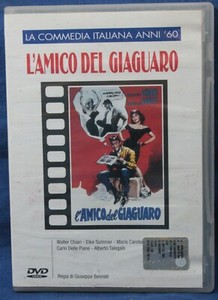 LA COMMEDIA ITALIANA ANNI '60
L'AMICO DEL GIAGUARO
l'AMICO del GIAGUARO
Walter Chiari - Elke Sommer - Mario Carotenuto
Carlo Delle Piane - Alberto Talegalli
DVD
Regia di Giuseppe Bennati